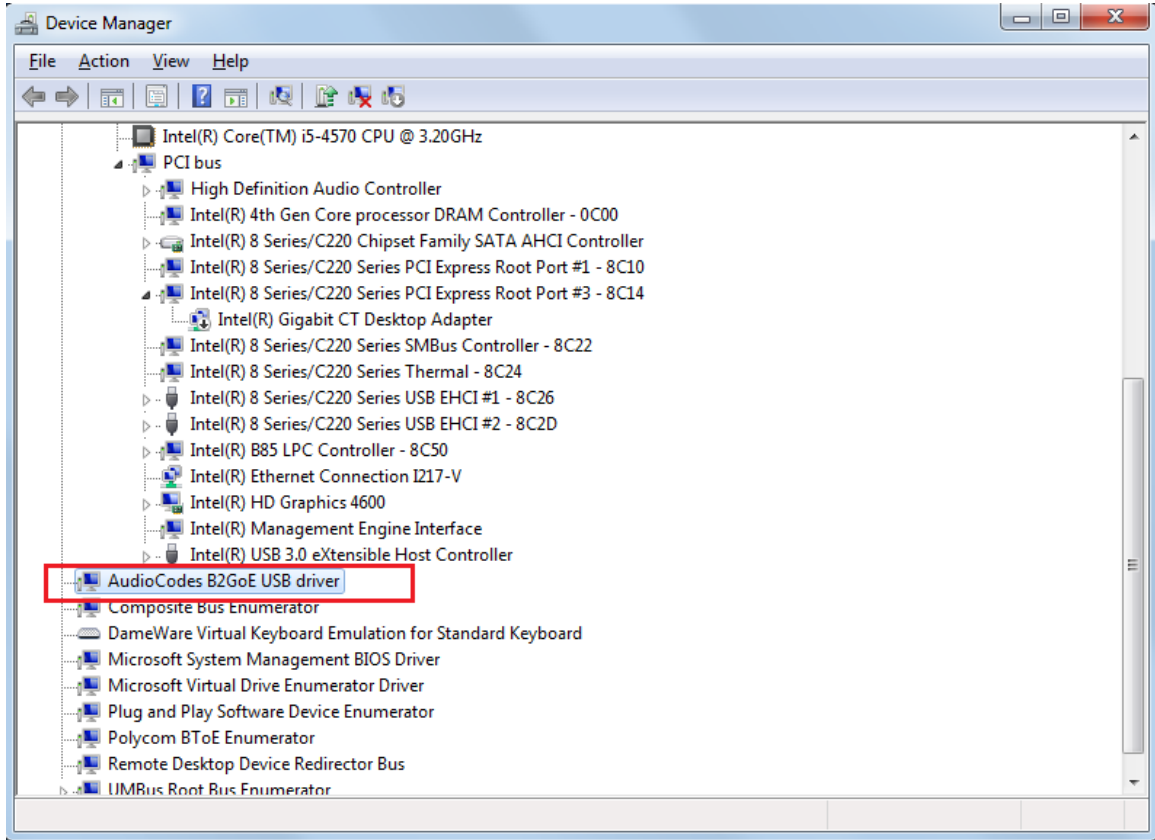 Device Manager
File Action View Help
Intel(R) Core(TM) i5-4570 CPU @ 3.20GHz
PCI bus
High Definition Audio Controller
Intel(R) 4th Gen Core processor DRAM Controller - 0C00
Intel(R) 8 Series/C220 Chipset Family SATA AHCI Controller
Intel(R) 8 Series/C220 Series PCI Express Root Port #1 - 8C10
Intel(R) 8 Series/C220 Series PCI Express Root Port #3 - 8C14
Intel(R) Gigabit CT Desktop Adapter
Intel(R) 8 Series/C220 Series SMBus Controller - 8C22
Intel(R) 8 Series/C220 Series Thermal - 8C24
Intel(R) 8 Series/C220 Series USB EHCI #1 - 8C26
Intel(R) 8 Series/C220 Series USB EHCI #2 - 8C2D
Intel(R) B85 LPC Controller - 8C50
Intel(R) Ethernet Connection I217-V
Intel(R) HD Graphics 4600
Intel(R) Management Engine Interface
Intel(R) USB 3.0 eXtensible Host Controller
AudioCodes B2GoE USB driver
Composite Bus Enumerator
DameWare Virtual Keyboard Emulation for Standard Keyboard
Microsoft System Management BIOS Driver
Microsoft Virtual Drive Enumerator Driver
Plug and Play Software Device Enumerator
Polycom BToE Enumerator
Remote Desktop Device Redirector Bus
UMBus Root Bus Enumerator